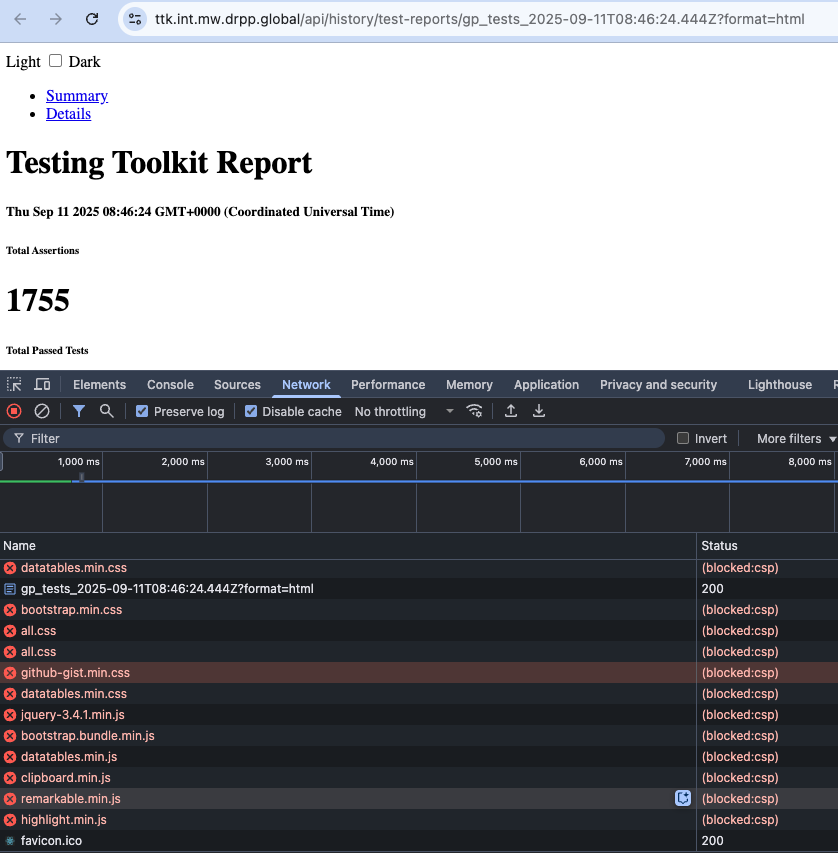 ttk.int.mw.drpp.global/api/history/test-reports/gp_tests_2025-09-11T08:46:24.444Z?format=html
Light Dark
Summary
Details
Testing Toolkit Report
Thu Sep 11 2025 08:46:24 GMT+0000 (Coordinated Universal Time)
Total Assertions
1755
Total Passed Tests
Elements Console Sources Network Performance Memory Application Privacy and security Lighthouse
Preserve log Disable cache No throttling
Filter Invert More filters
1,000 ms 2,000 ms 3,000 ms 4,000 ms 5,000 ms 6,000 ms 7,000 ms 8,000 ms
Name Status
datatables.min.css (blocked:csp)
gp_tests_2025-09-11T08:46:24.444Z?format=html 200
bootstrap.min.css (blocked:csp)
all.css (blocked:csp)
all.css (blocked:csp)
github-gist.min.css (blocked:csp)
datatables.min.css (blocked:csp)
jquery-3.4.1.min.js (blocked:csp)
bootstrap.bundle.min.js (blocked:csp)
datatables.min.js (blocked:csp)
clipboard.min.js (blocked:csp)
remarkable.min.js (blocked:csp)
highlight.min.js (blocked:csp)
favicon.ico 200